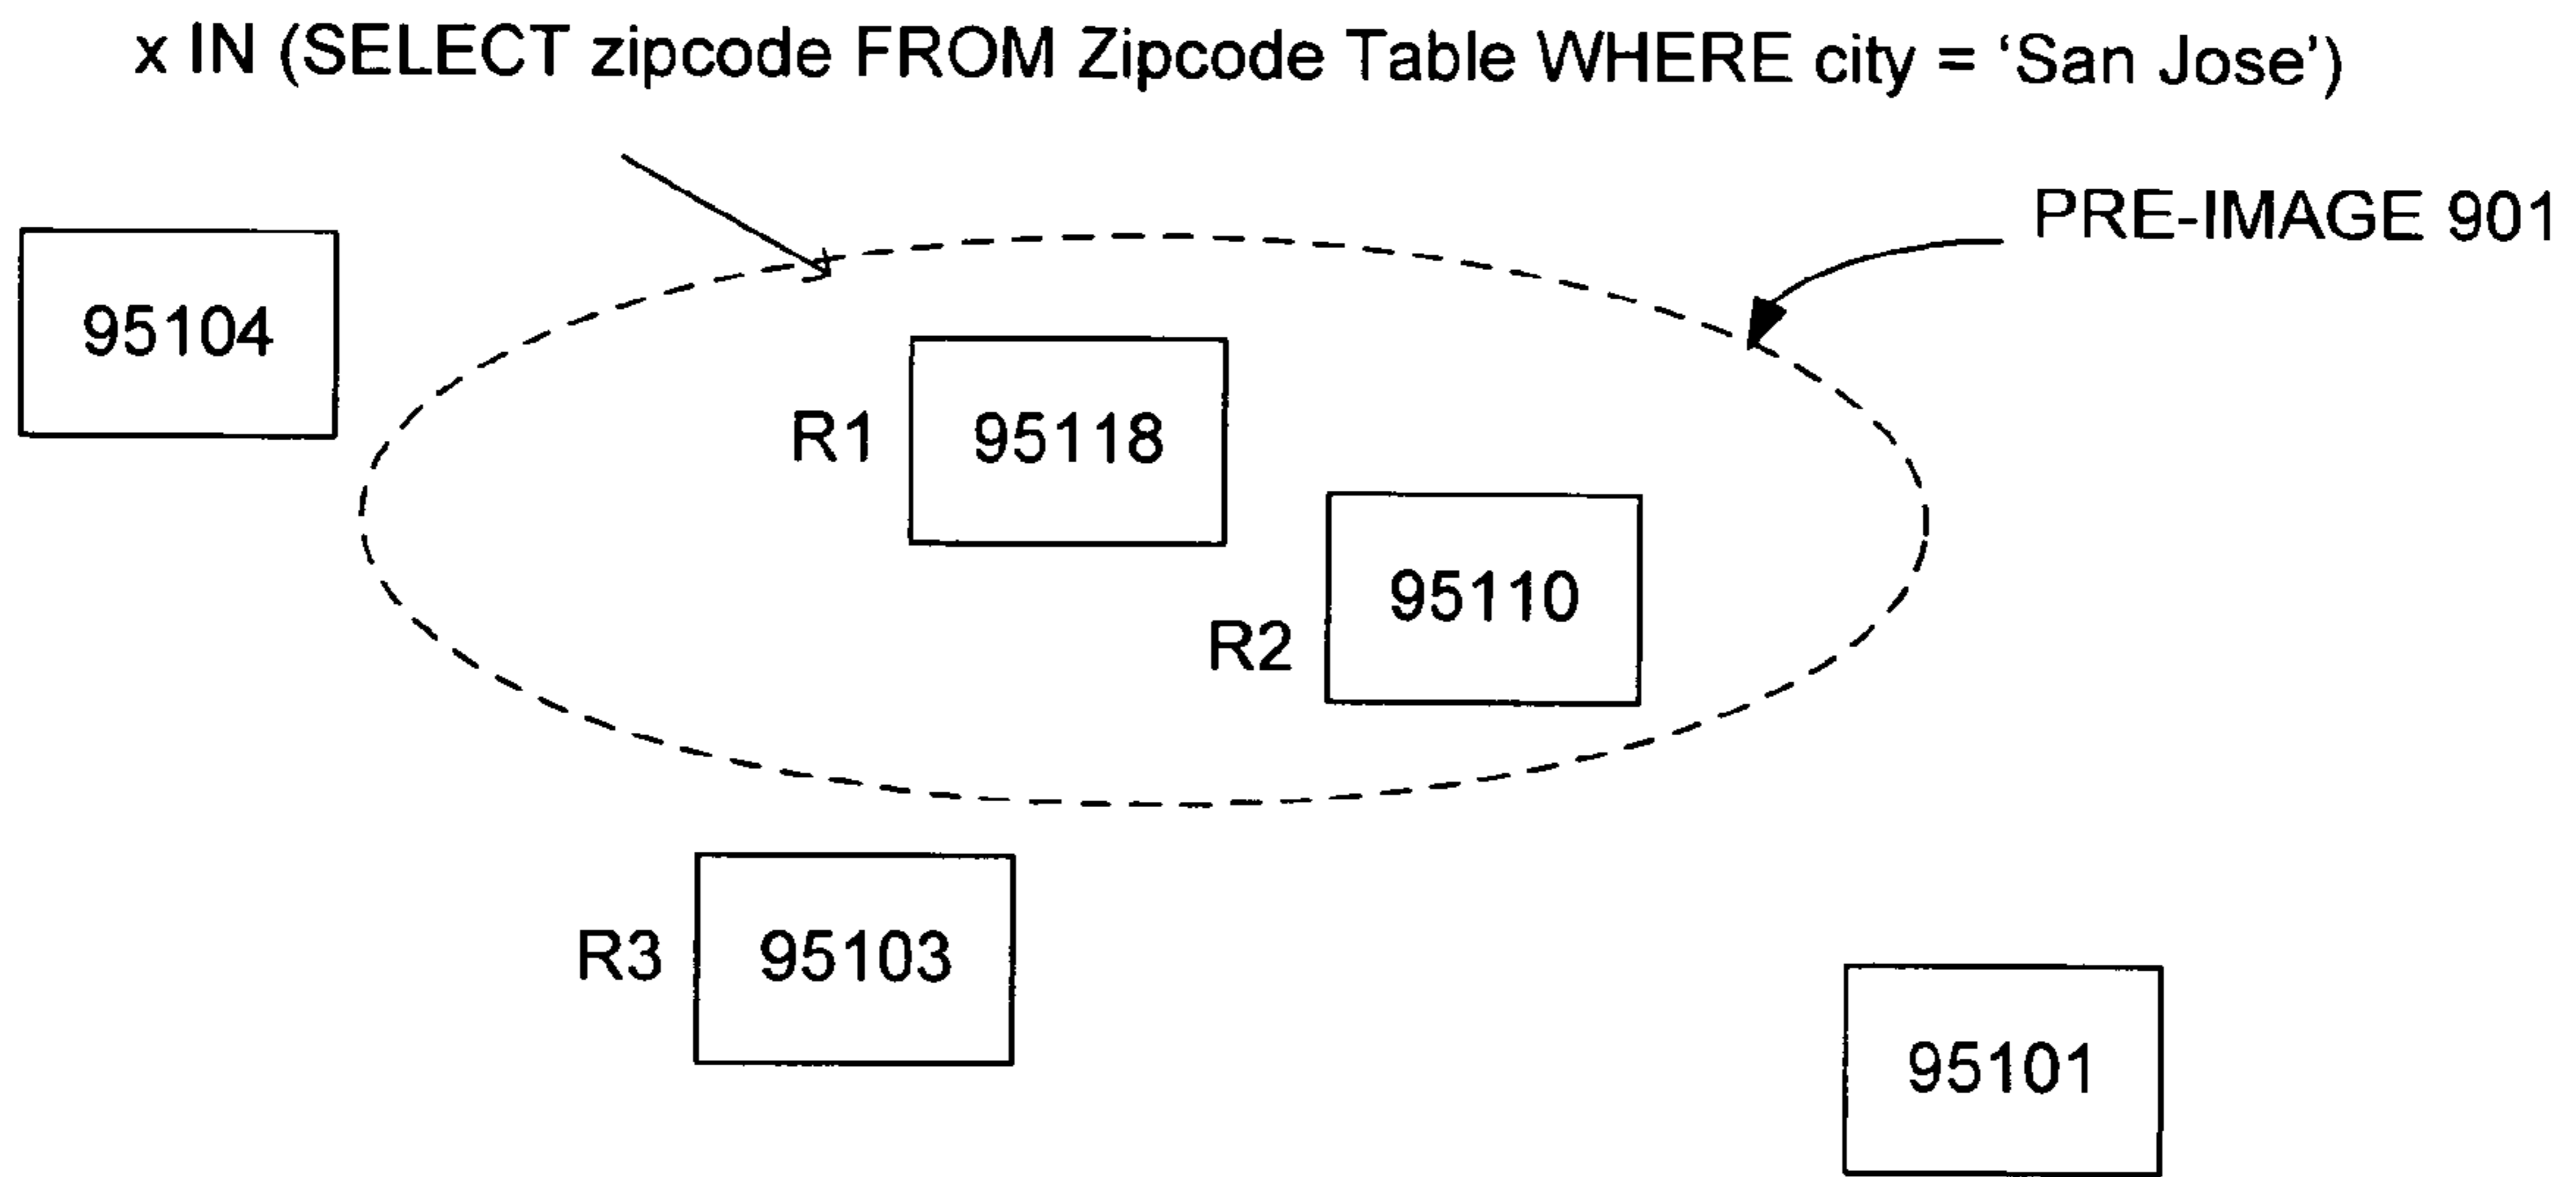 x IN (SELECT zipcode FROM Zipcode Table WHERE city = ‘San Jose’)
PRE-IMAGE 901
95104
R1 95118
R2 95110
R3 95103
95101